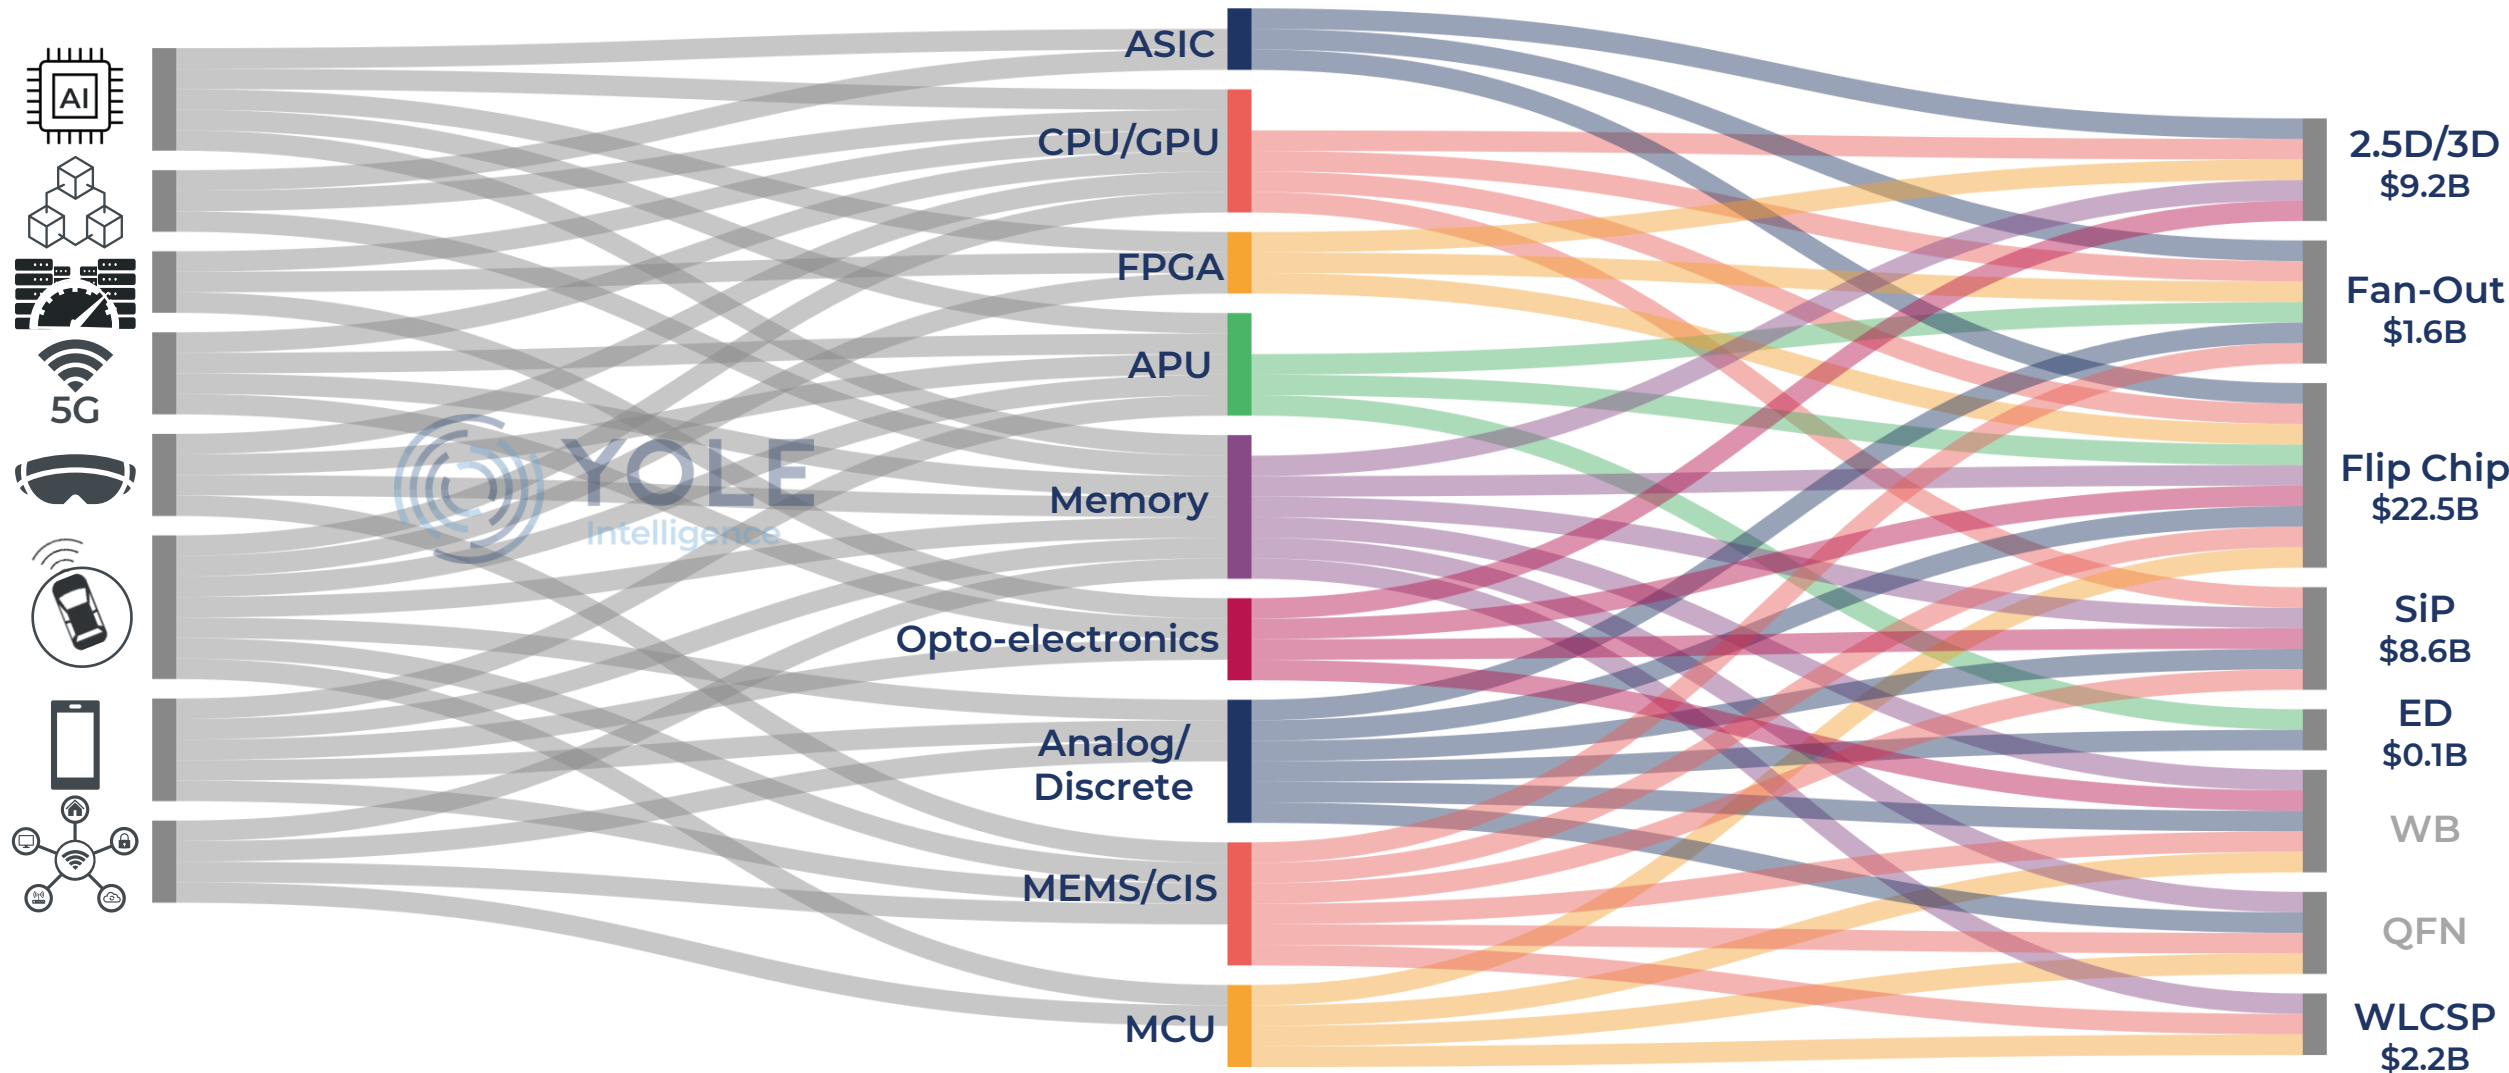 AI
5G
YOLE
Intelligence
ASIC
CPU/GPU
FPGA
APU
Memory
Opto-electronics
Analog/
Discrete
MEMS/CIS
MCU
2.5D/3D
$9.2B
Fan-Out
$1.6B
Flip Chip
$22.5B
SiP
$8.6B
ED
$0.1B
WB
QFN
WLCSP
$2.2B